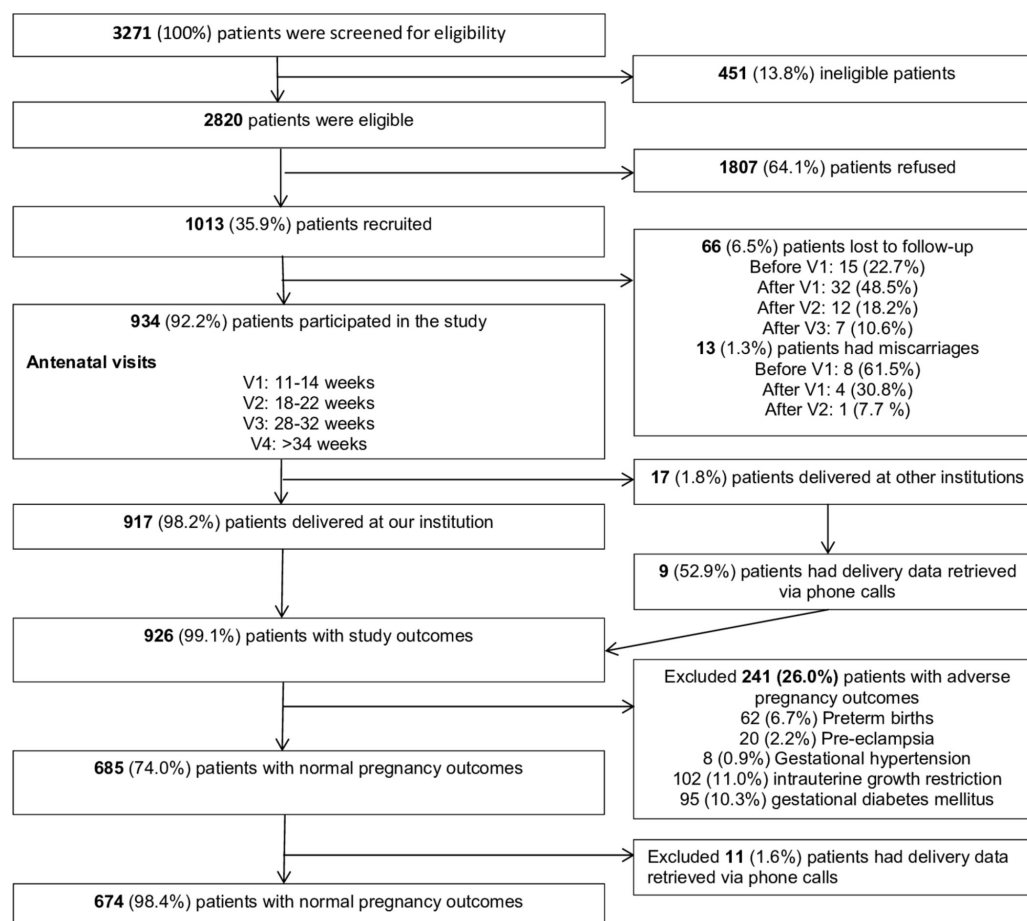 3271 (100%) patients were screened for eligibility
451 (13.8%) ineligible patients
2820 patients were eligible
1807 (64.1%) patients refused
1013 (35.9%) patients recruited
66 (6.5%) patients lost to follow-up
Before V1: 15 (22.7%)
After V1: 32 (48.5%)
After V2: 12 (18.2%)
After V3: 7 (10.6%)
13 (1.3%) patients had miscarriages
Before V1: 8 (61.5%)
After V1: 4 (30.8%)
After V2: 1 (7.7 %)
934 (92.2%) patients participated in the study
Antenatal visits
V1: 11-14 weeks
V2: 18-22 weeks
V3: 28-32 weeks
V4: >34 weeks
17 (1.8%) patients delivered at other institutions
917 (98.2%) patients delivered at our institution
9 (52.9%) patients had delivery data retrieved
via phone calls
926 (99.1%) patients with study outcomes
Excluded 241 (26.0%) patients with adverse
pregnancy outcomes
62 (6.7%) Preterm births
20 (2.2%) Pre-eclampsia
8 (0.9%) Gestational hypertension
102 (11.0%) intrauterine growth restriction
95 (10.3%) gestational diabetes mellitus
685 (74.0%) patients with normal pregnancy outcomes
Excluded 11 (1.6%) patients had delivery data
retrieved via phone calls
674 (98.4%) patients with normal pregnancy outcomes